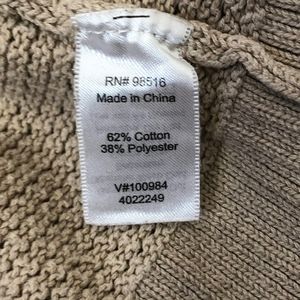 RN# 98516
Made in China
62% Cotton
38% Polyester
V#100984
4022249